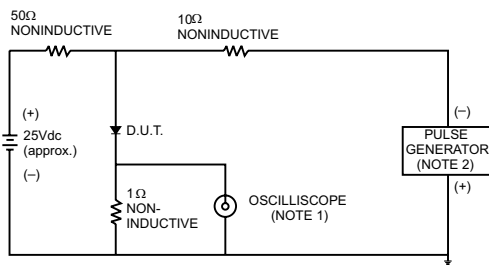 50Ω
NONINDUCTIVE
10Ω
NONINDUCTIVE
(+)
25Vdc
(approx.)
(–)
D.U.T.
1Ω
NON-
INDUCTIVE
OSCILLISCOPE
(NOTE 1)
(–)
PULSE
GENERATOR
(NOTE 2)
(+)